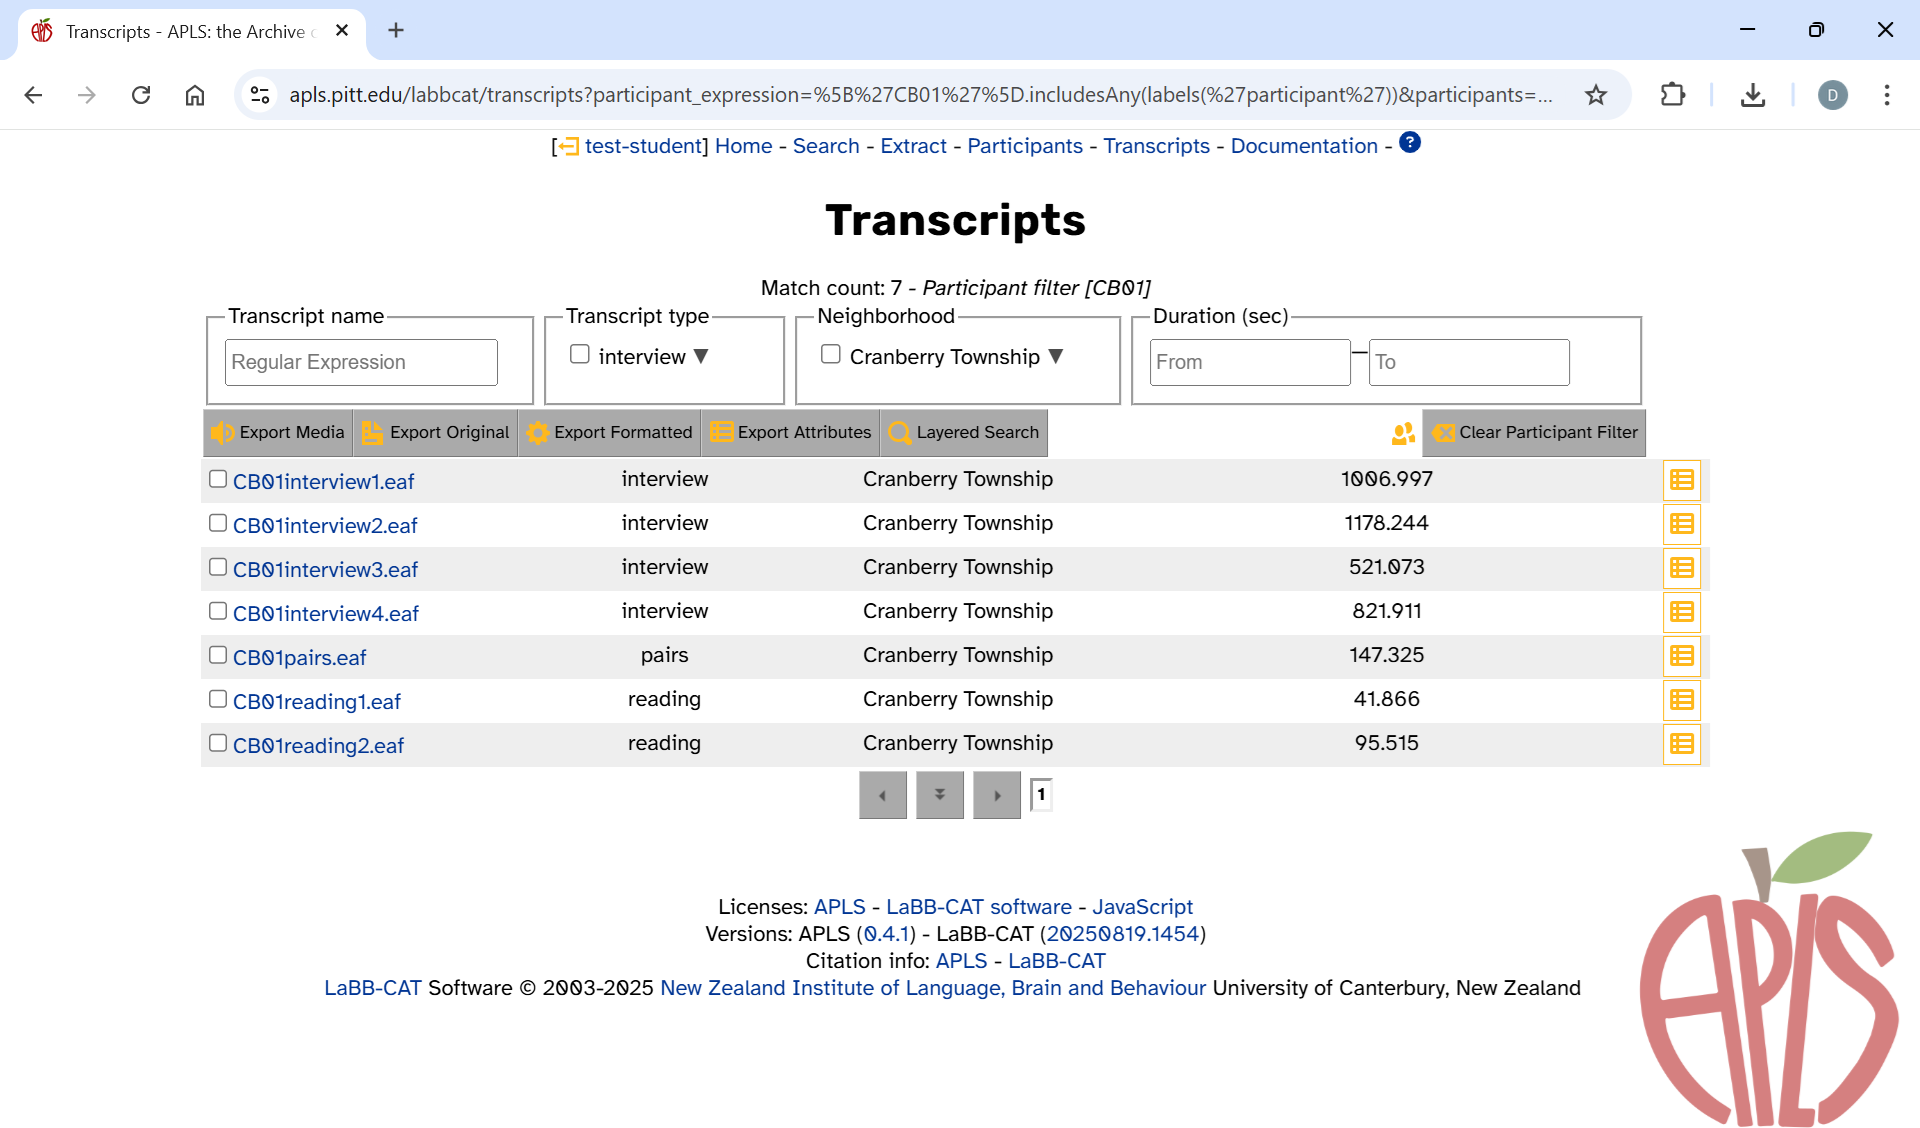 Transcripts - APLS: the Archive
apls.pitt.edu/labbcat/transcripts?participant_expression=%5B%27CB01%27%5D.includesAny(labels(%27participant%27))&participants=...
D
[test-student] Home - Search - Extract - Participants - Transcripts - Documentation - ?
Transcripts
Match count: 7 - Participant filter [CB01]
Transcript name Transcript type Neighborhood Duration (sec)
Regular Expression interview ▼ Cranberry Township ▼ From – To
Export Media Export Original Export Formatted Export Attributes Layered Search Clear Participant Filter
CB01interview1.eaf interview Cranberry Township 1006.997
CB01interview2.eaf interview Cranberry Township 1178.244
CB01interview3.eaf interview Cranberry Township 521.073
CB01interview4.eaf interview Cranberry Township 821.911
CB01pairs.eaf pairs Cranberry Township 147.325
CB01reading1.eaf reading Cranberry Township 41.866
CB01reading2.eaf reading Cranberry Township 95.515
1
Licenses: APLS - LaBB-CAT software - JavaScript
Versions: APLS (0.4.1) - LaBB-CAT (20250819.1454)
Citation info: APLS - LaBB-CAT
LaBB-CAT Software © 2003-2025 New Zealand Institute of Language, Brain and Behaviour University of Canterbury, New Zealand
APLS